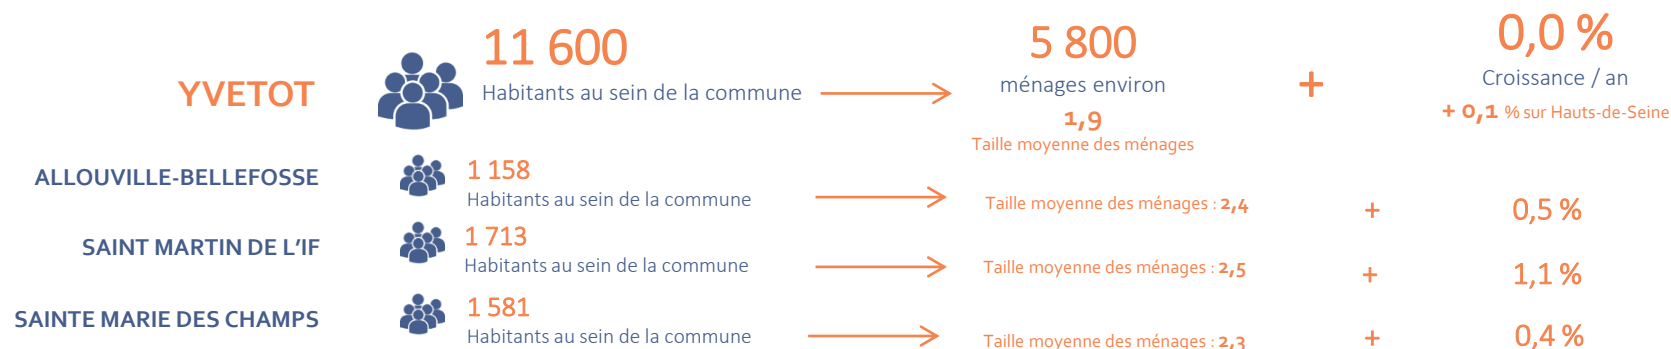 YVETOT
11 600
Habitants au sein de la commune
5 800
ménages environ
1,9
Taille moyenne des ménages
+
0,0 %
Croissance / an
+ 0,1 % sur Hauts-de-Seine
ALLOUVILLE-BELLEFOSSE
1 158
Habitants au sein de la commune
Taille moyenne des ménages : 2,4
+
0,5 %
SAINT MARTIN DE L’IF
1 713
Habitants au sein de la commune
Taille moyenne des ménages : 2,5
+
1,1 %
SAINTE MARIE DES CHAMPS
1 581
Habitants au sein de la commune
Taille moyenne des ménages : 2,3
+
0,4 %